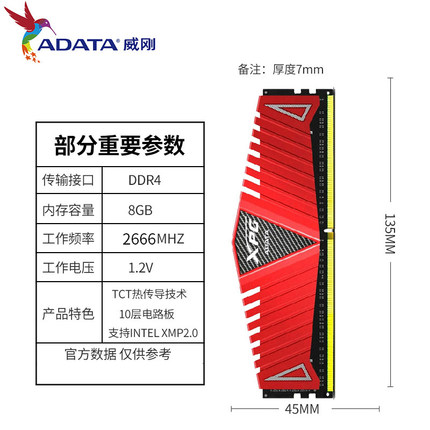 ADATA 威刚
备注：厚度7mm
部分重要参数
传输接口 DDR4
内存容量 8GB
工作频率 2666MHZ
工作电压 1.2V
产品特色 TCT热传导技术
10层电路板
支持INTEL XMP2.0
官方数据 仅供参考
XPG
ADATA
135MM
45MM